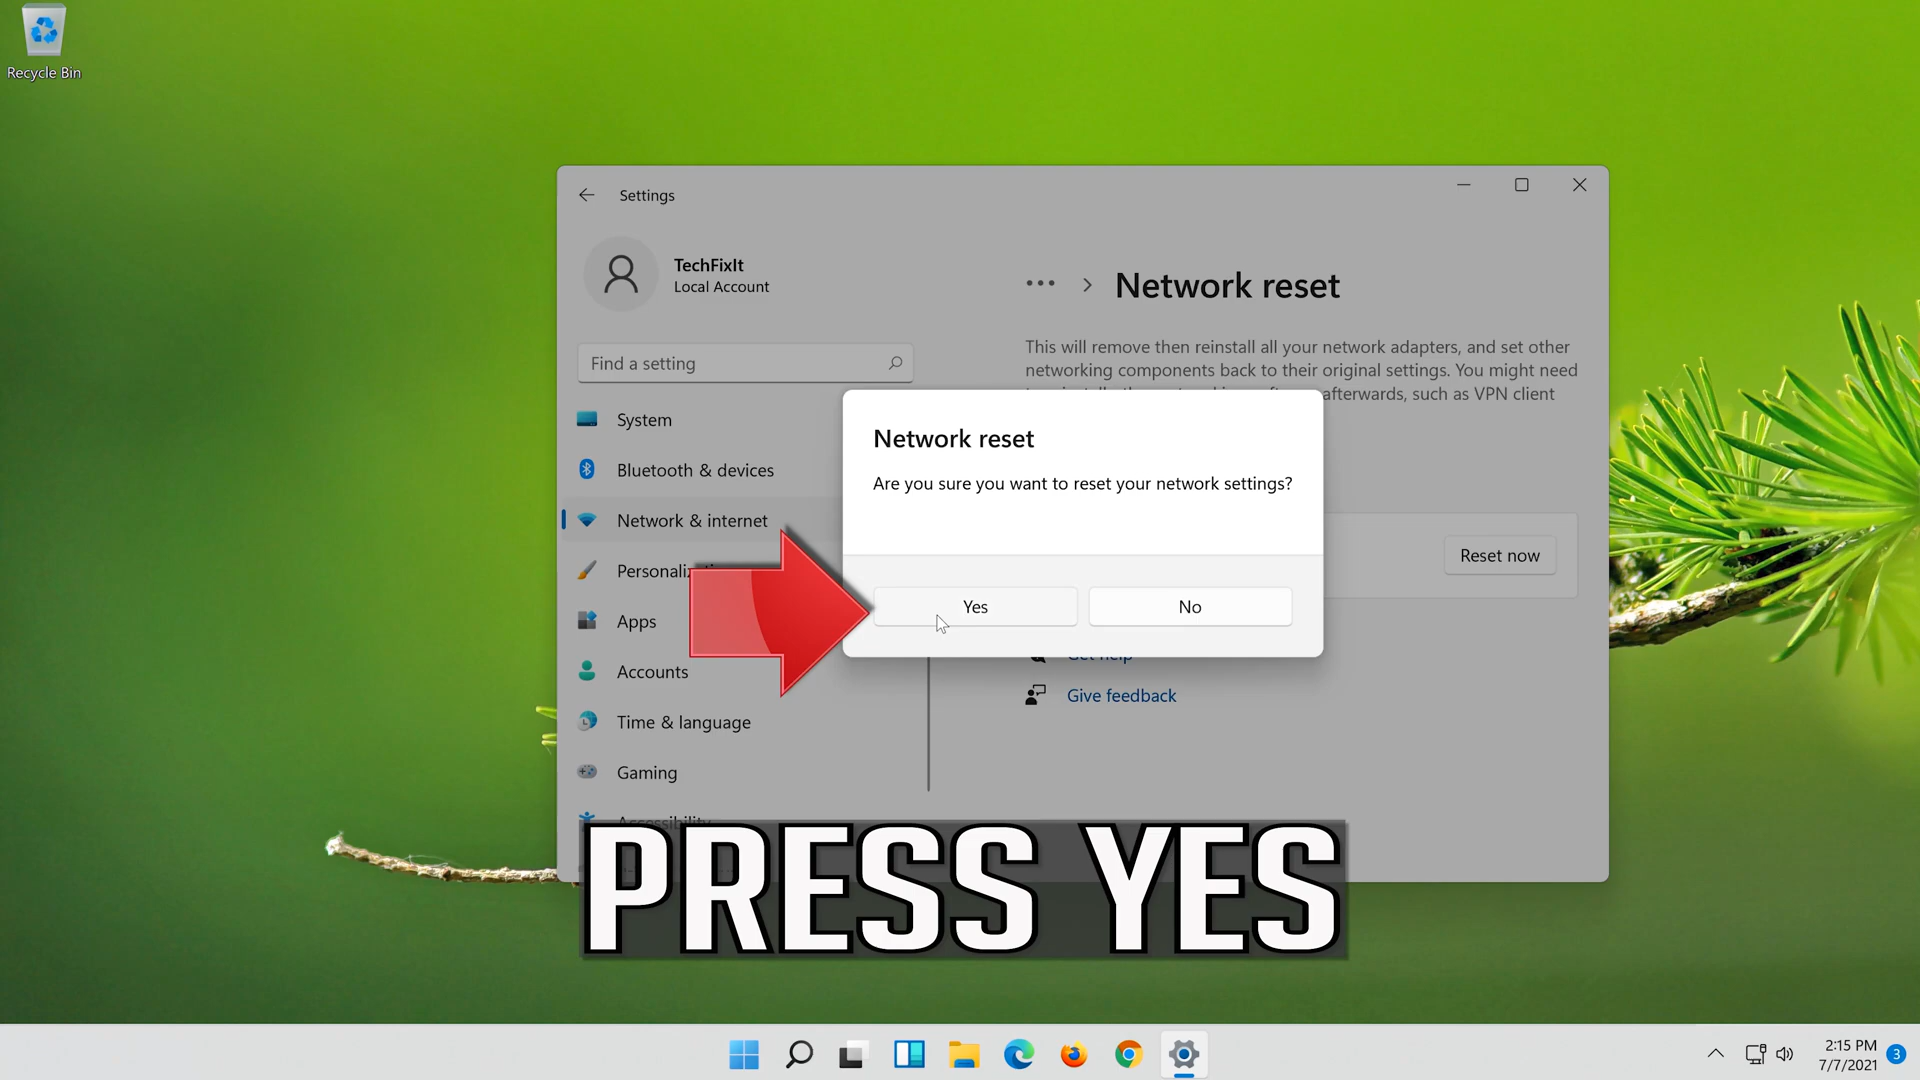 Recycle Bin
Settings
TechFixIt
Local Account
Find a setting
System
Bluetooth & devices
Network & internet
Apps
Accounts
Time & language
Gaming
Network reset
This will remove then reinstall all your network adapters, and set other
networking components back to their original settings. You might need
afterwards, such as VPN client
Network reset
Are you sure you want to reset your network settings?
Yes
No
Reset now
Get help
Give feedback
PRESS YES
2:15 PM
7/7/2021
3